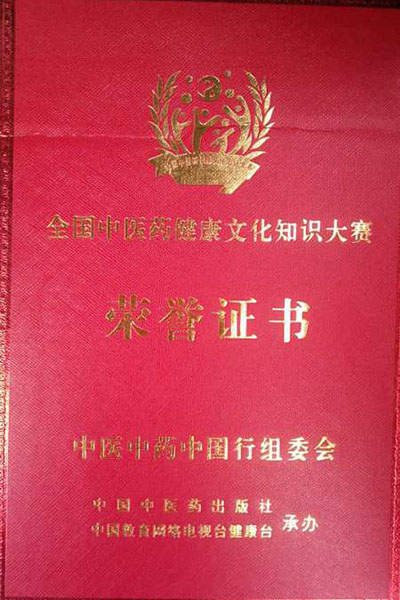 全国中医药健康文化知识大赛
荣誉证书
中医中药中国行组委会
中国中医药出版社
中国教育网络电视台健康台 承办